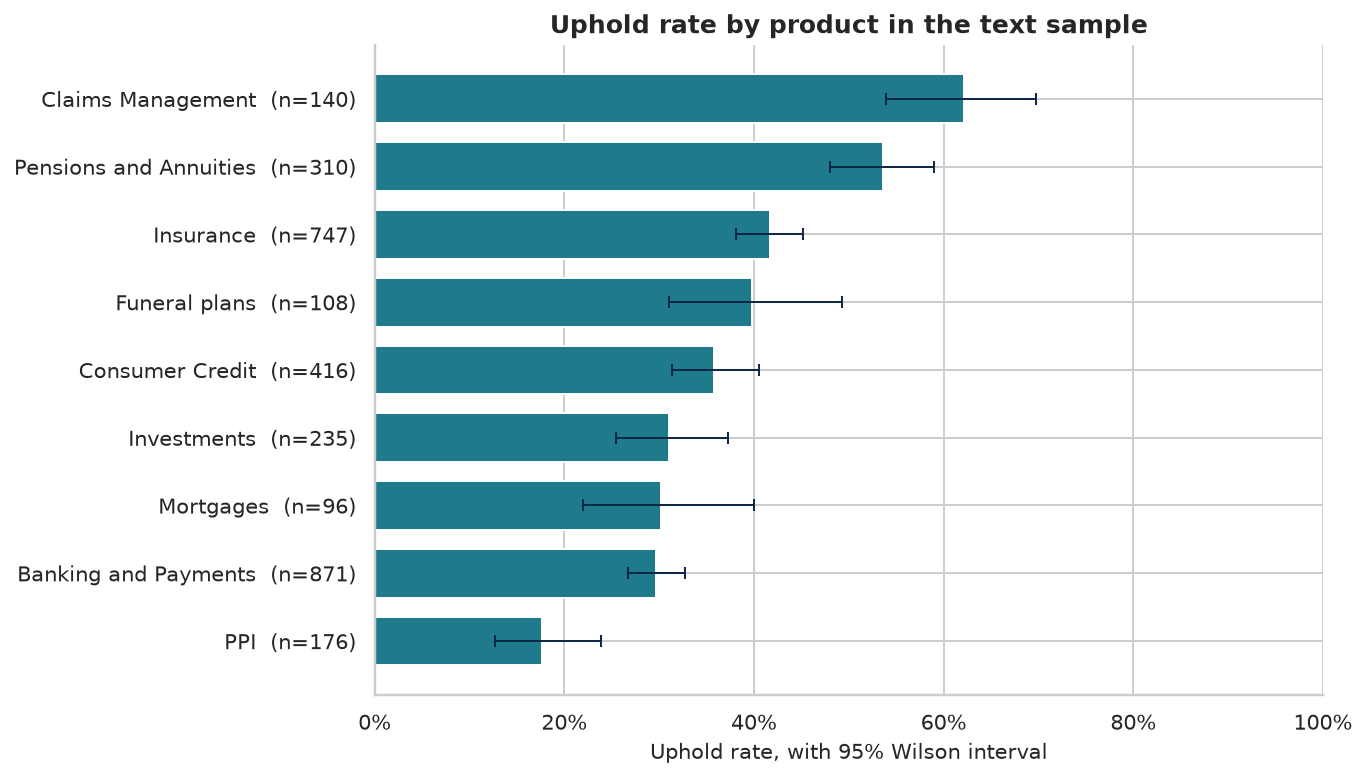 Uphold rate by product in the text sample
Claims Management (n=140)
Pensions and Annuities (n=310)
Insurance (n=747)
Funeral plans (n=108)
Consumer Credit (n=416)
Investments (n=235)
Mortgages (n=96)
Banking and Payments (n=871)
PPI (n=176)
0% 20% 40% 60% 80% 100%
Uphold rate, with 95% Wilson interval